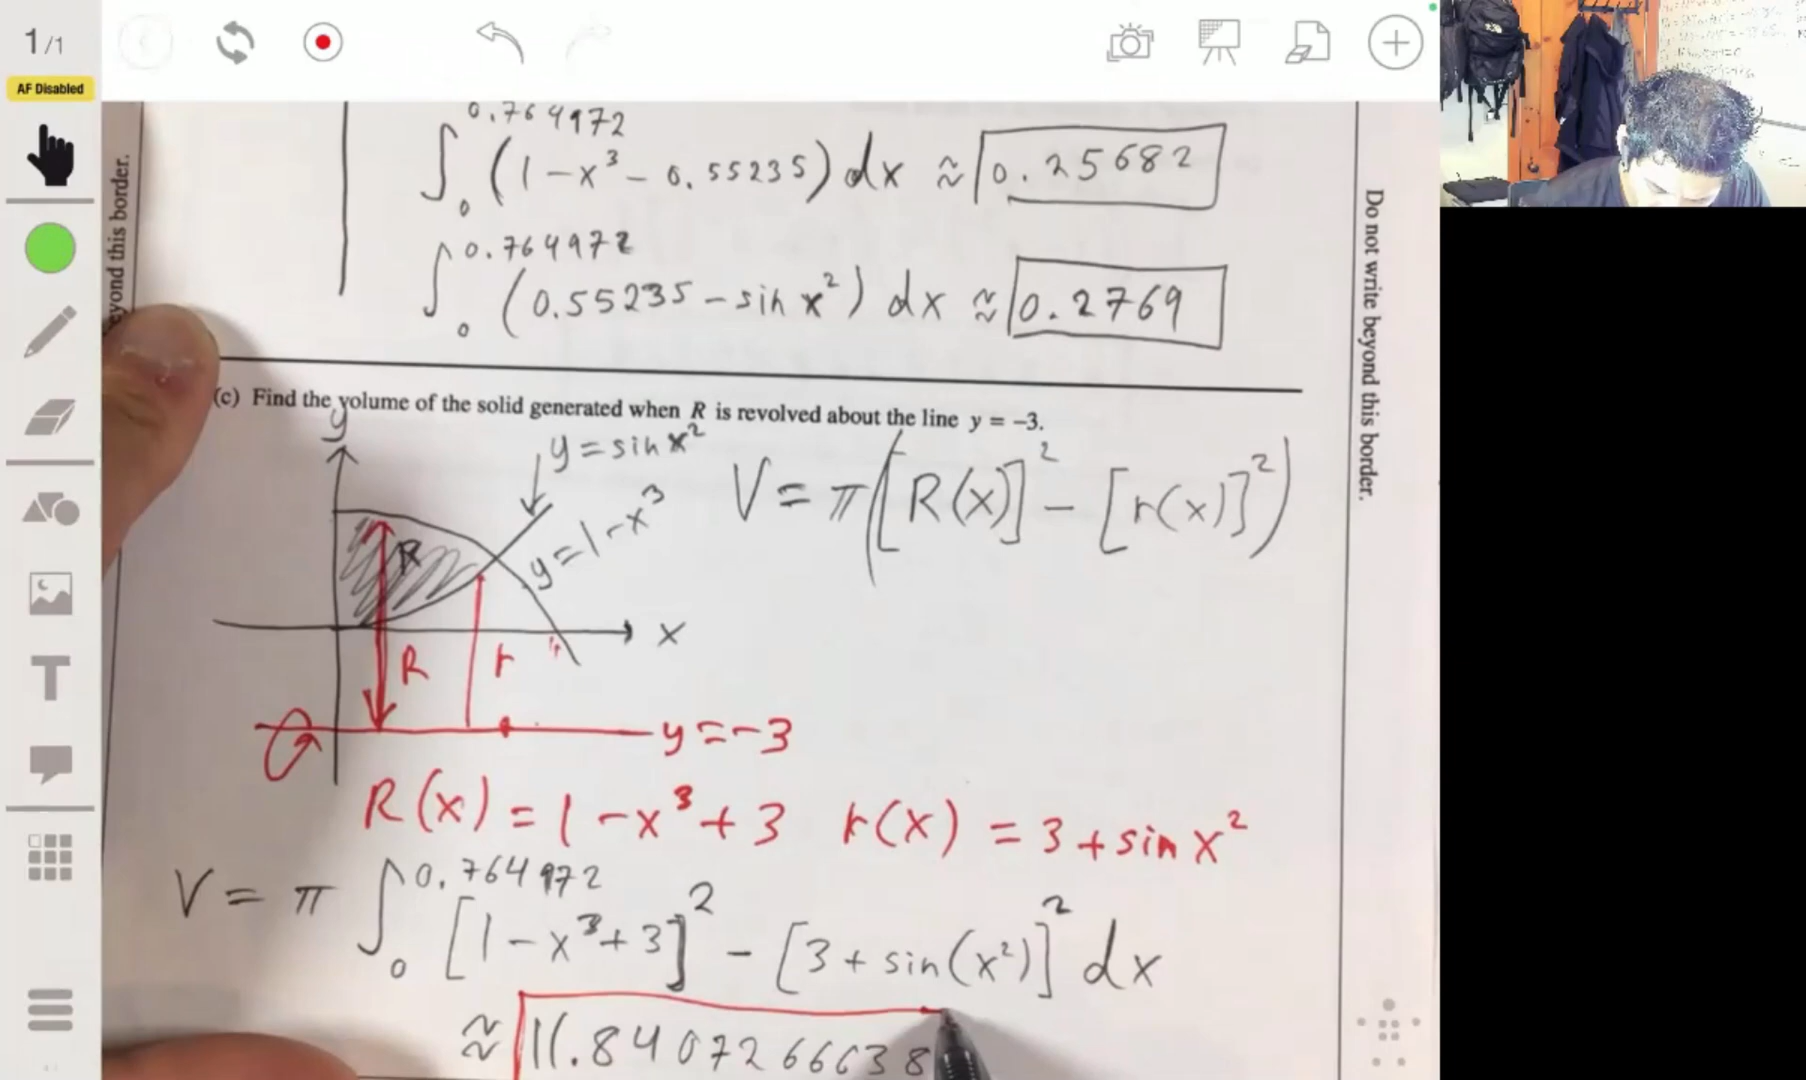 1/1
AF Disabled
yond this border.
Do not write beyond this border.
∫₀^0.764972 (1-x³-0.55235)dx ≈ 0.25682
∫₀^0.764972 (0.55235-sin x²) dx ≈ 0.2769
(c) Find the volume of the solid generated when R is revolved about the line y = -3.
y
y=sin x²
y=1-x³
V=π([R(x)]²-[r(x)]²)
R
x
R r
y=-3
R(x)=1-x³+3 r(x)=3+sin x²
V=π ∫₀^0.764972 [1-x³+3]²-[3+sin(x²)]² dx
≈ 11.8407266638
T